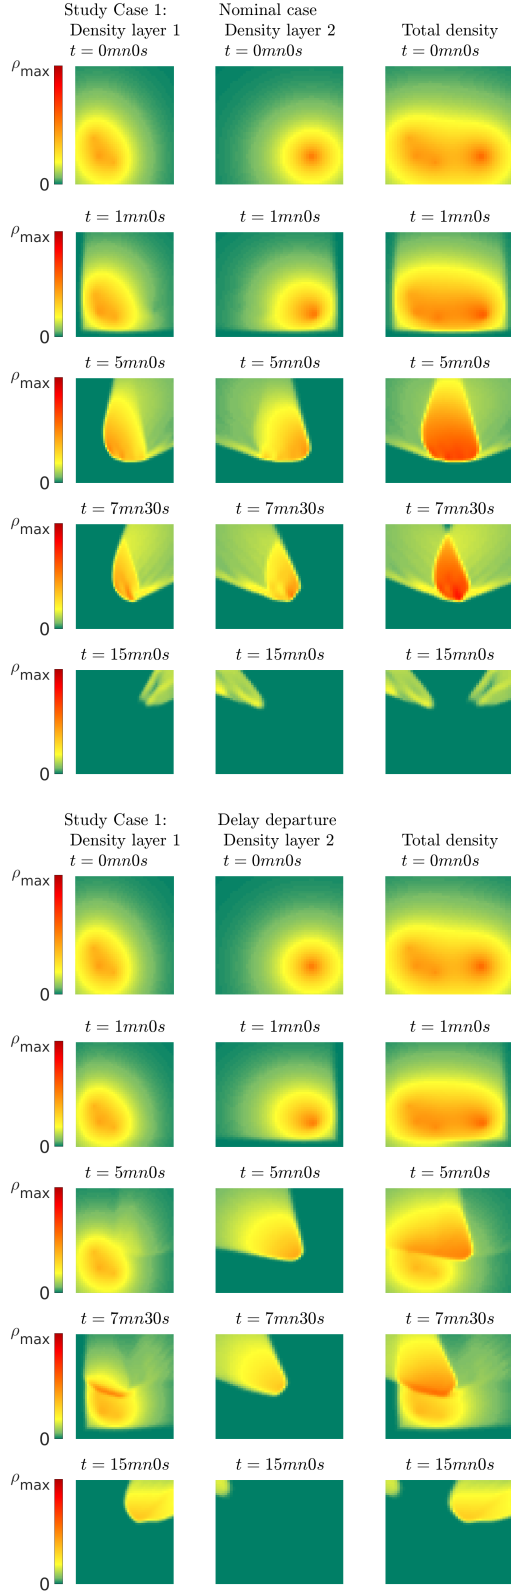 Study Case 1: Nominal case
Density layer 1 Density layer 2 Total density
t = 0mn0s t = 0mn0s t = 0mn0s
ρmax
0
t = 1mn0s t = 1mn0s t = 1mn0s
ρmax
0
t = 5mn0s t = 5mn0s t = 5mn0s
ρmax
0
t = 7mn30s t = 7mn30s t = 7mn30s
ρmax
0
t = 15mn0s t = 15mn0s t = 15mn0s
ρmax
0
Study Case 1: Delay departure
Density layer 1 Density layer 2 Total density
t = 0mn0s t = 0mn0s t = 0mn0s
ρmax
0
t = 1mn0s t = 1mn0s t = 1mn0s
ρmax
0
t = 5mn0s t = 5mn0s t = 5mn0s
ρmax
0
t = 7mn30s t = 7mn30s t = 7mn30s
ρmax
0
t = 15mn0s t = 15mn0s t = 15mn0s
ρmax
0